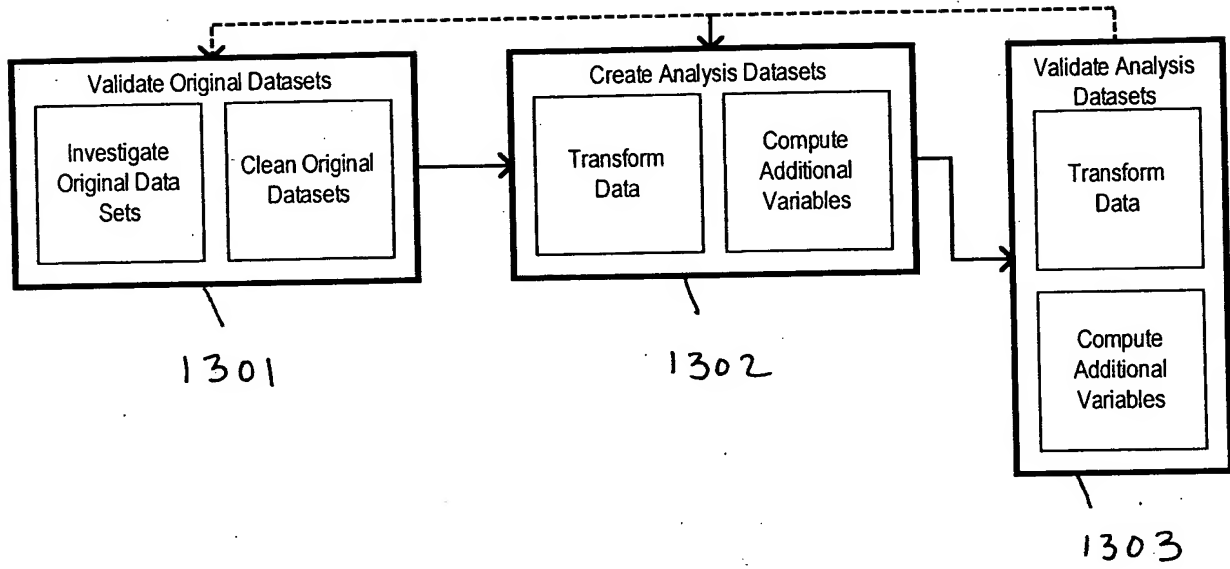 Validate Original Datasets
Investigate
Original Data
Sets
Clean Original
Datasets
1301
Create Analysis Datasets
Transform
Data
Compute
Additional
Variables
1302
Validate Analysis
Datasets
Transform
Data
Compute
Additional
Variables
1303